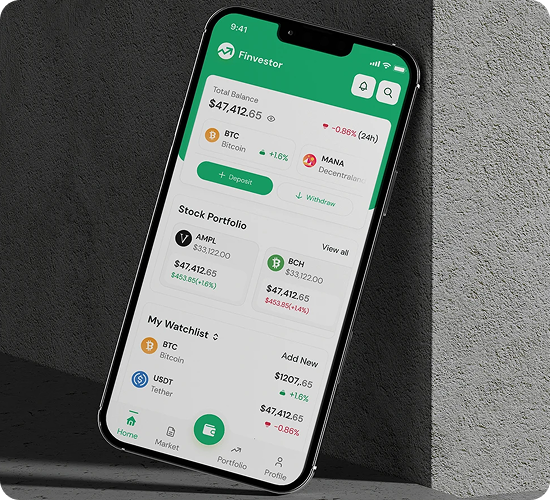 9:41
Finvestor
Total Balance
$47,412.65
-0.86% (24h)
BTC
Bitcoin
+1.6%
MANA
Decentralan
+ Deposit
Withdraw
Stock Portfolio
View all
AMPL
$33,122.00
$47,412.65
$453.85(+1.6%)
BCH
$33,122.00
$47,412.65
$453.85(+1.4%)
My Watchlist
Add New
BTC
Bitcoin
$1207.65
+1.6%
USDT
Tether
$47,412.65
-0.86%
Home
Market
Portfolio
Profile